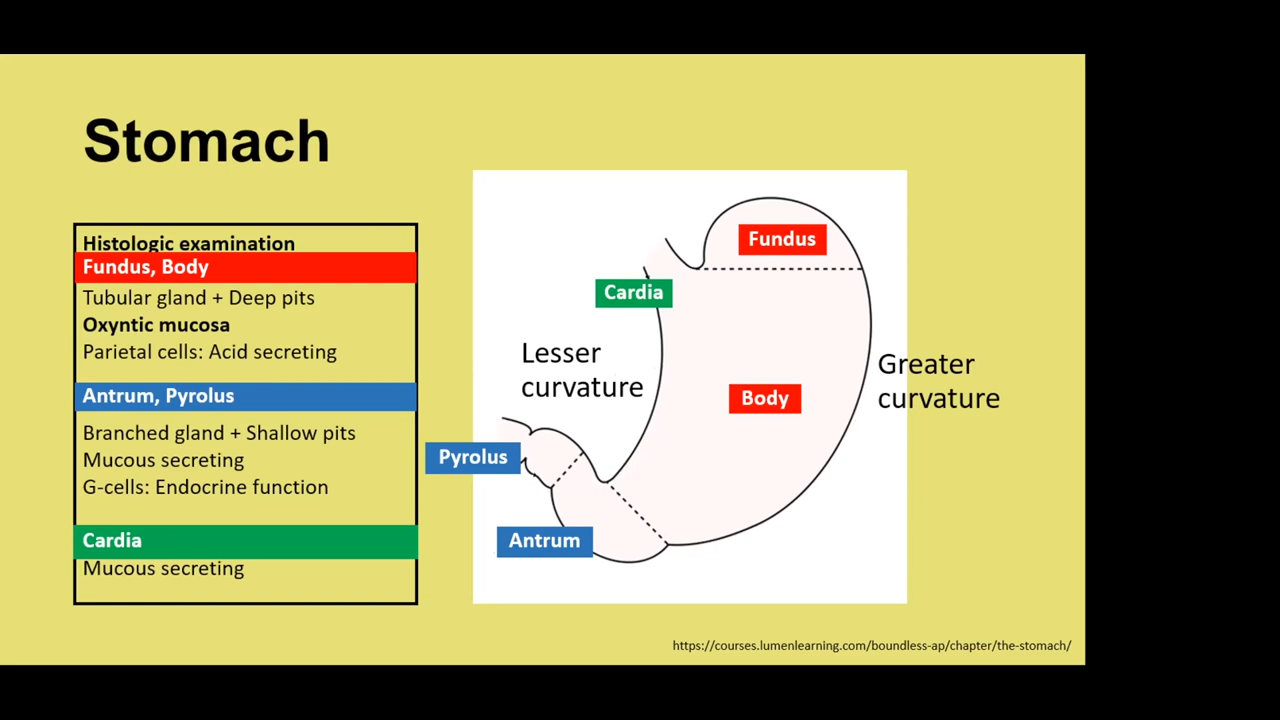 Stomach
Histologic examination
Fundus, Body
Tubular gland + Deep pits
Oxyntic mucosa
Parietal cells: Acid secreting
Antrum, Pyrolus
Branched gland + Shallow pits
Mucous secreting
G-cells: Endocrine function
Cardia
Mucous secreting
Fundus
Cardia
Lesser
curvature
Greater
curvature
Body
Pyrolus
Antrum
https://courses.lumenlearning.com/boundless-ap/chapter/the-stomach/